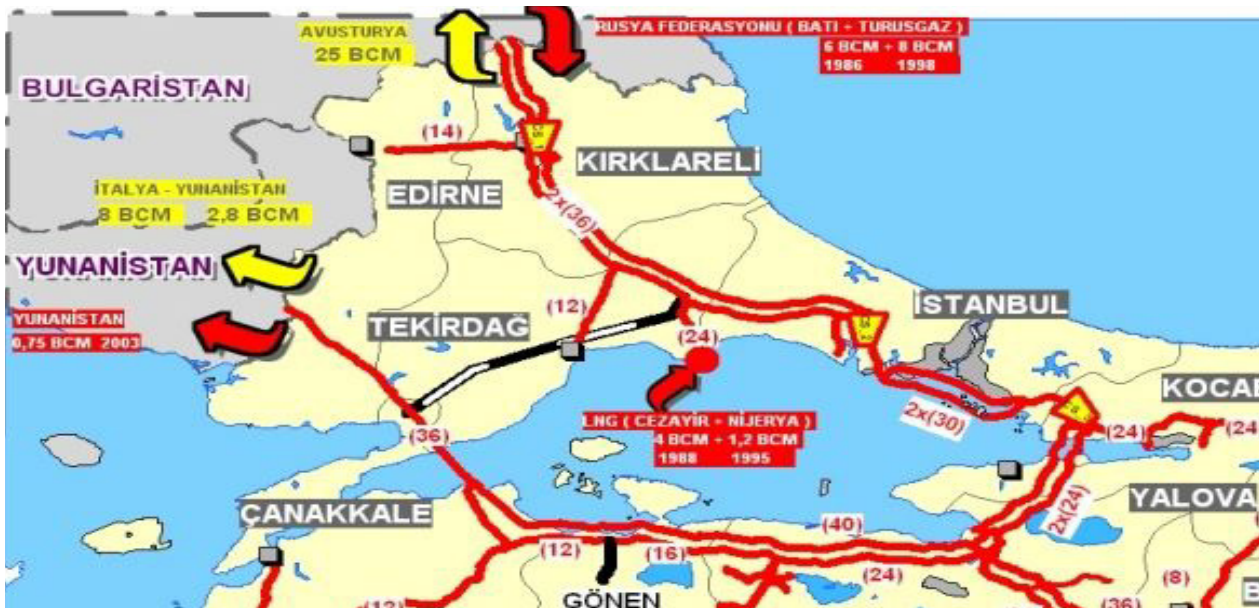 AVUSTURYA
25 BCM
RUSYA FEDERASYONU ( BATI + TURUSGAZ )
6 BCM + 8 BCM
1986 1998
BULGARİSTAN
(14)
KIRKLARELİ
İTALYA - YUNANİSTAN
8 BCM 2,8 BCM
EDİRNE
2x(36)
YUNANİSTAN
YUNANİSTAN
0,75 BCM 2003
(12)
TEKİRDAĞ
İSTANBUL
(24)
KOCAE
2x(30)
LNG ( CEZAYİR + NİJERYA )
4 BCM + 1,2 BCM
1988 1995
(36)
(24)
(24
ÇANAKKALE
YALOVA
2x(24)
(40)
(12)
(16)
(24)
(8)
GÖNEN
(12)
(36)